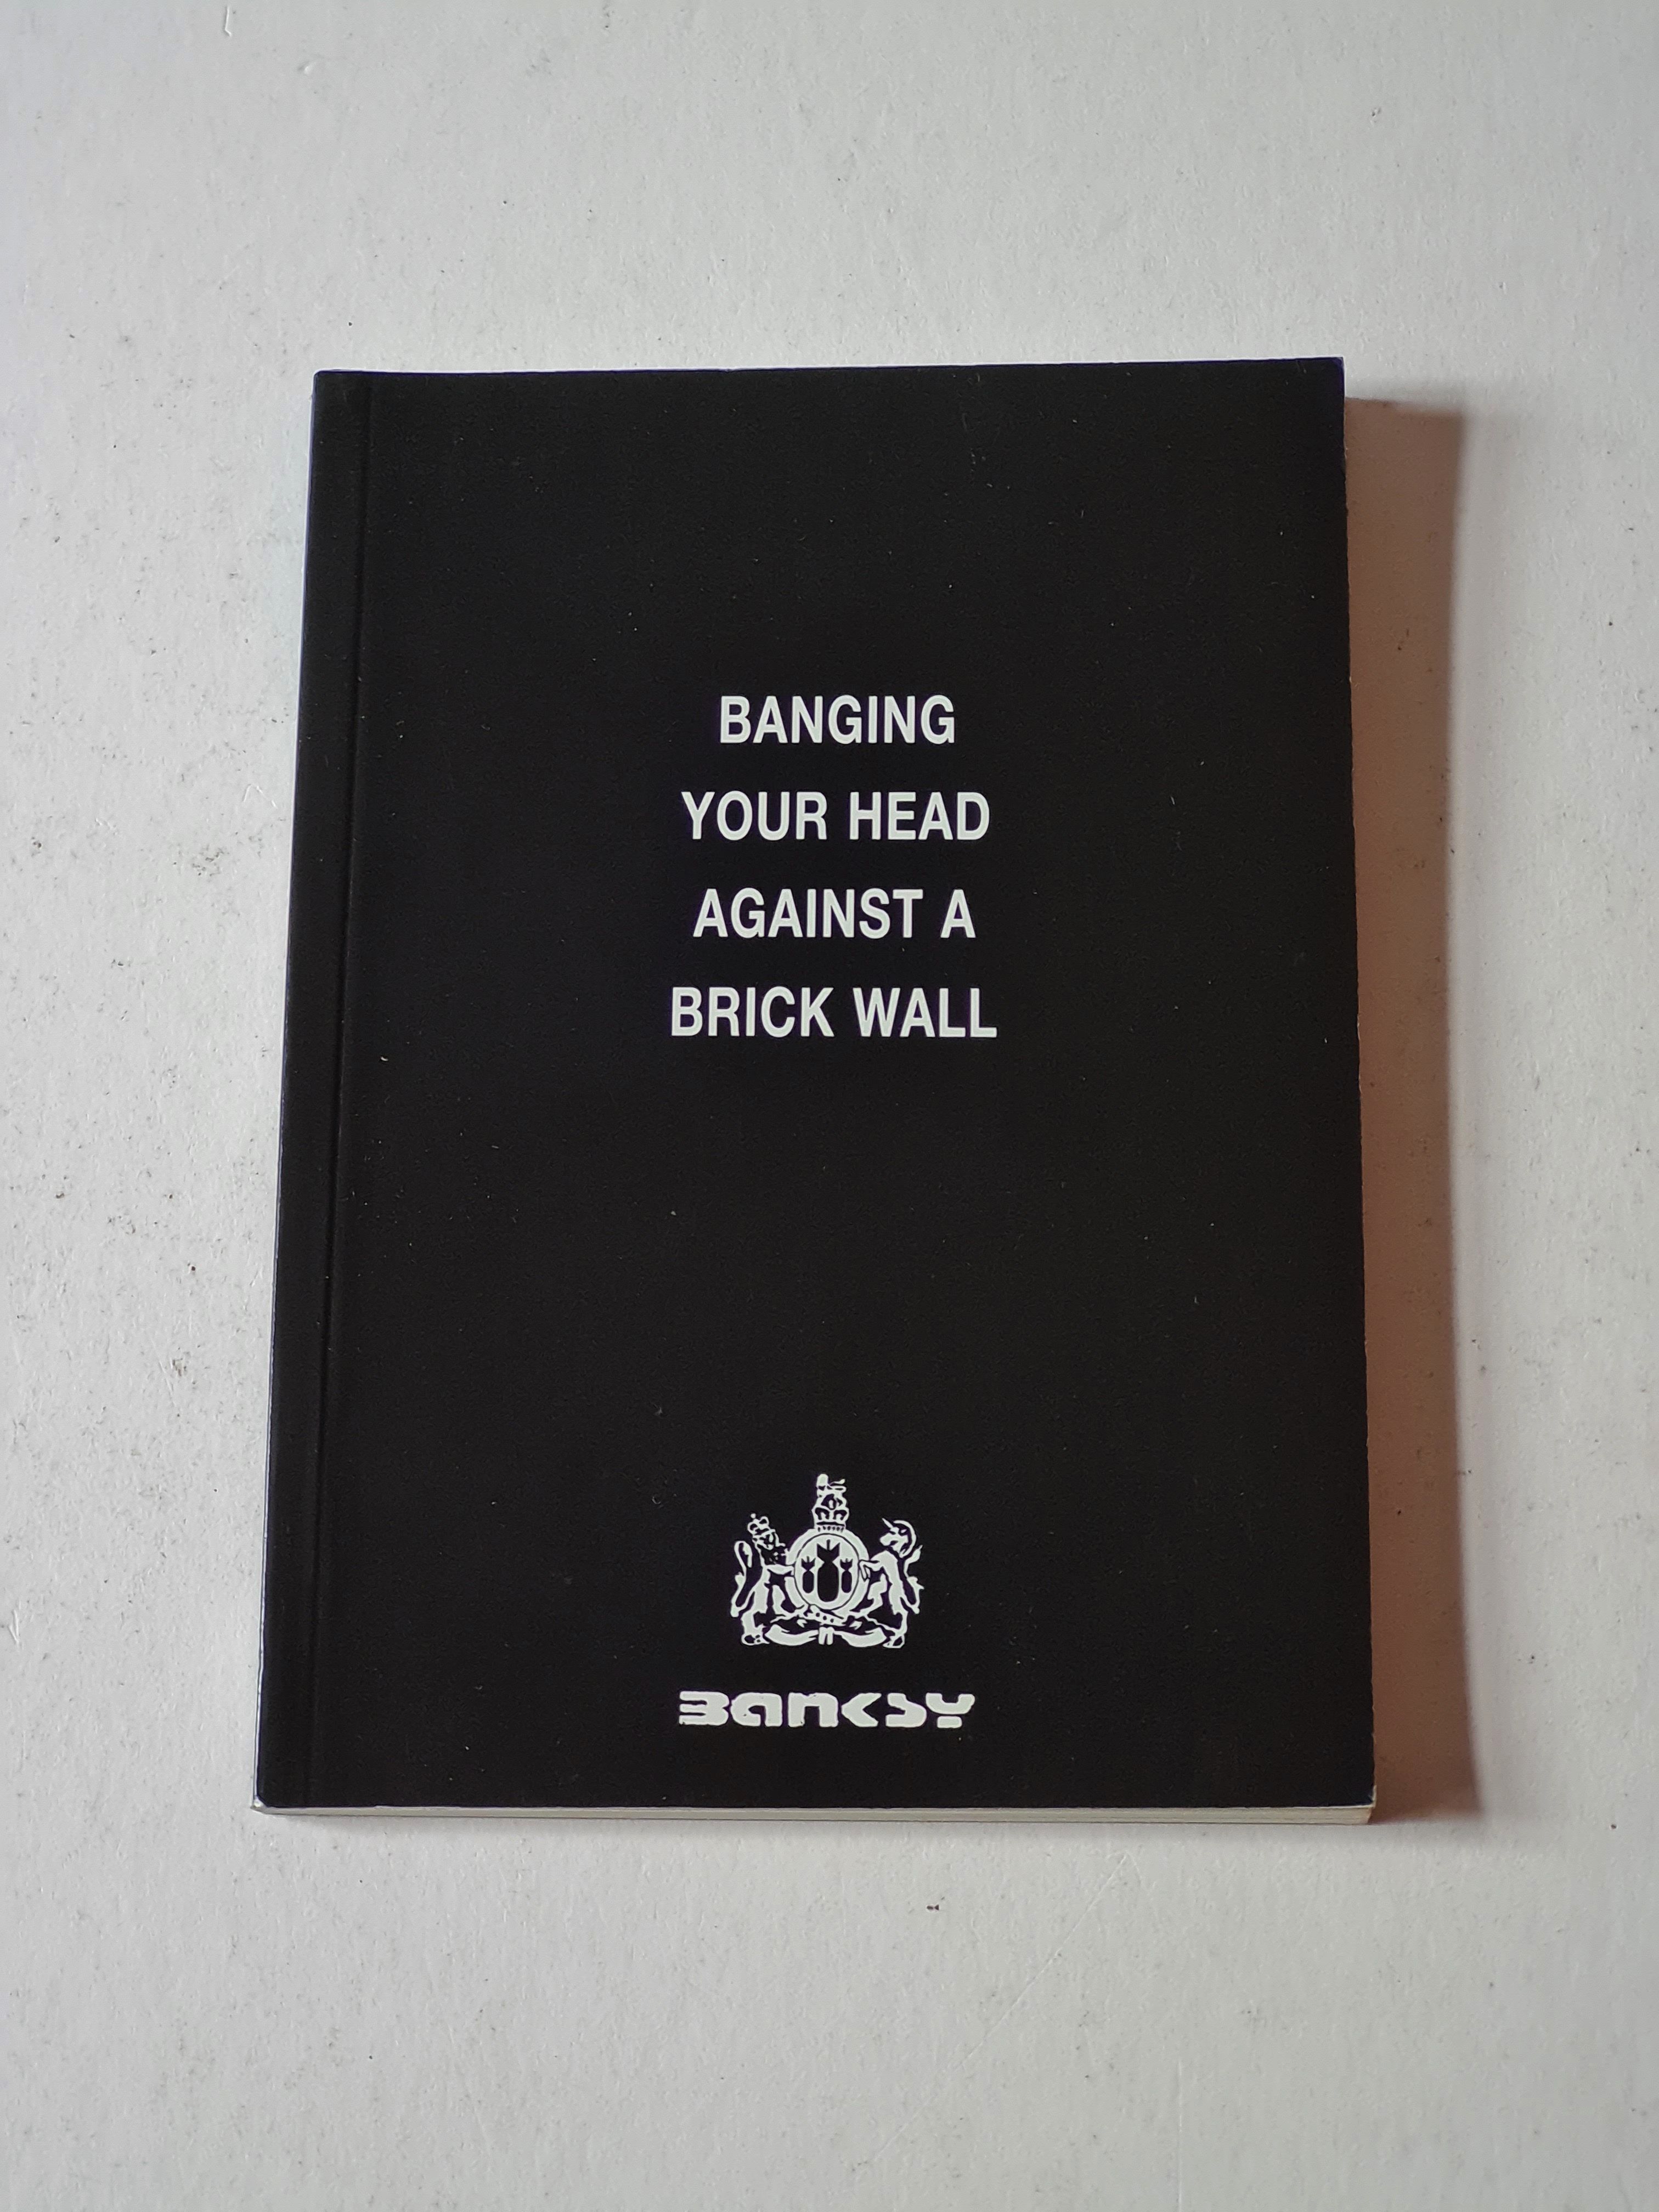 BANGING
YOUR HEAD
AGAINST A
BRICK WALL
BANKSY